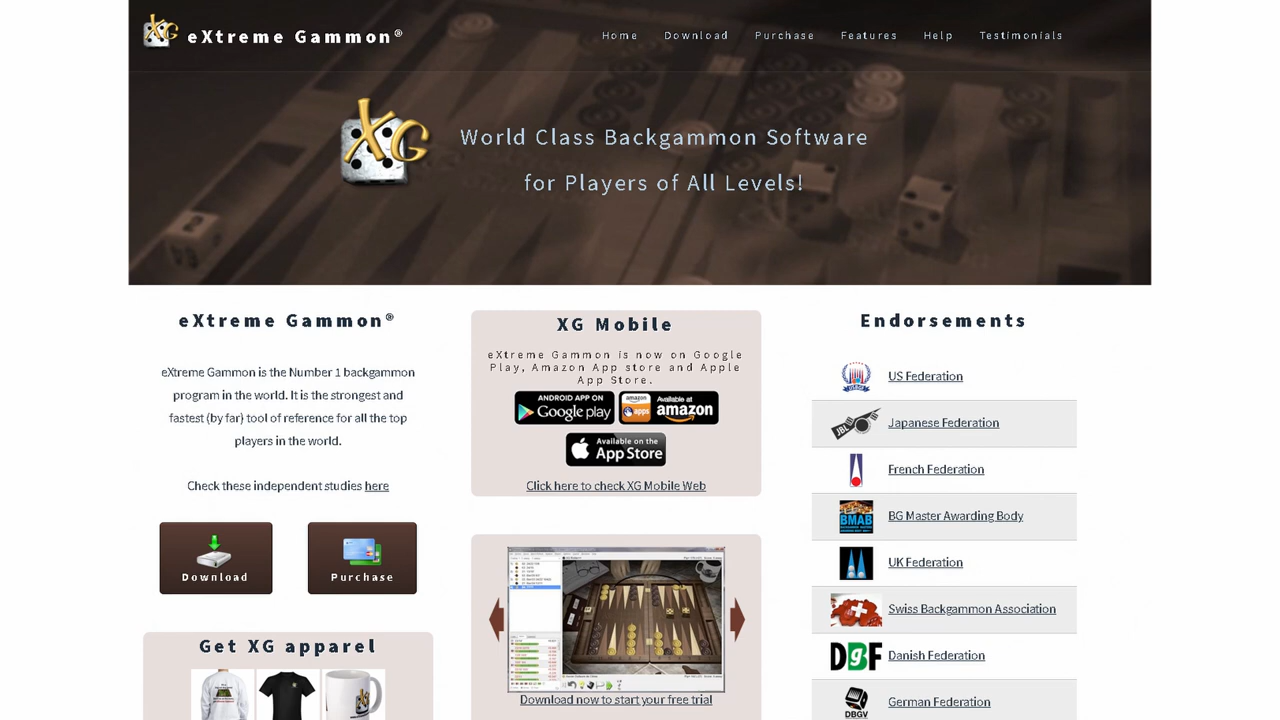 XG eXtreme Gammon®
Home Download Purchase Features Help Testimonials
XG
World Class Backgammon Software
for Players of All Levels!
eXtreme Gammon®
eXtreme Gammon is the Number 1 backgammon
program in the world. It is the strongest and
fastest (by far) tool of reference for all the top
players in the world.
Check these independent studies here
Download
Purchase
Get XG apparel
XG Mobile
eXtreme Gammon is now on Google
Play, Amazon App store and Apple
App Store.
ANDROID APP ON
Google play
amazon
apps
Available at
amazon
Available on the
App Store
Click here to check XG Mobile Web
Download now to start your free trial
Endorsements
US Federation
JBL
Japanese Federation
French Federation
BMAB
BG Master Awarding Body
UK Federation
Swiss Backgammon Association
DgF
Danish Federation
DBGV
German Federation